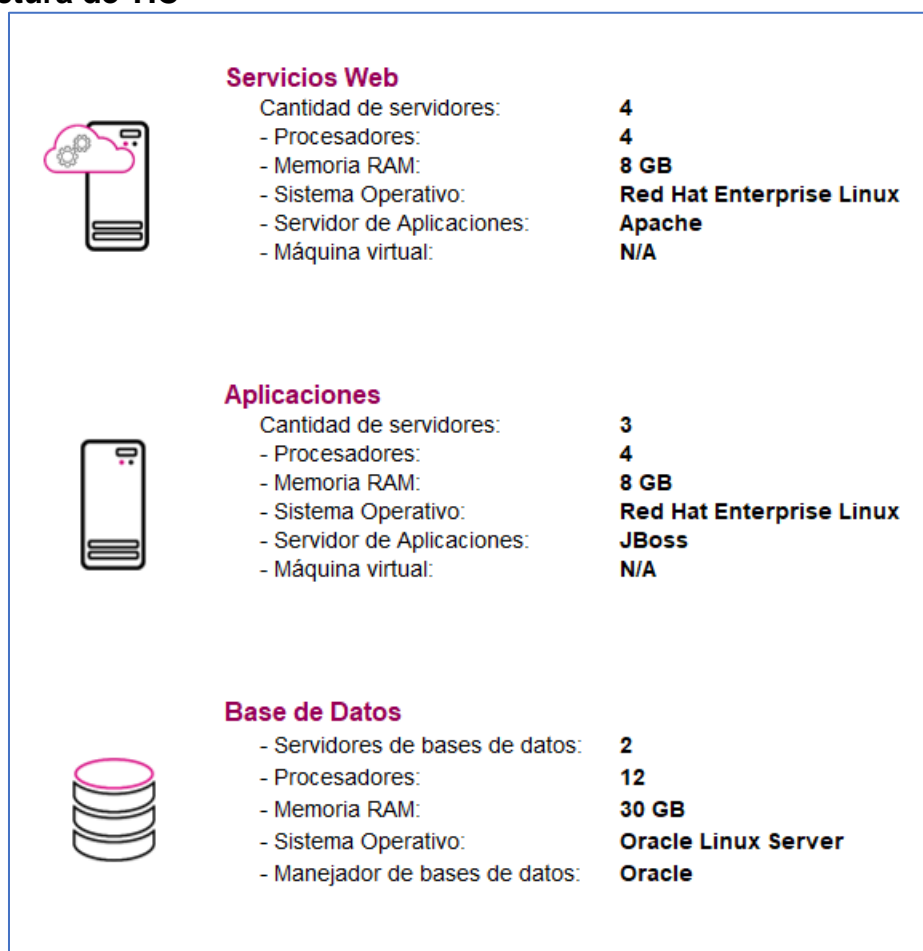 Servicios Web
Cantidad de servidores: 4
- Procesadores: 4
- Memoria RAM: 8 GB
- Sistema Operativo: Red Hat Enterprise Linux
- Servidor de Aplicaciones: Apache
- Máquina virtual: N/A
Aplicaciones
Cantidad de servidores: 3
- Procesadores: 4
- Memoria RAM: 8 GB
- Sistema Operativo: Red Hat Enterprise Linux
- Servidor de Aplicaciones: JBoss
- Máquina virtual: N/A
Base de Datos
- Servidores de bases de datos: 2
- Procesadores: 12
- Memoria RAM: 30 GB
- Sistema Operativo: Oracle Linux Server
- Manejador de bases de datos: Oracle